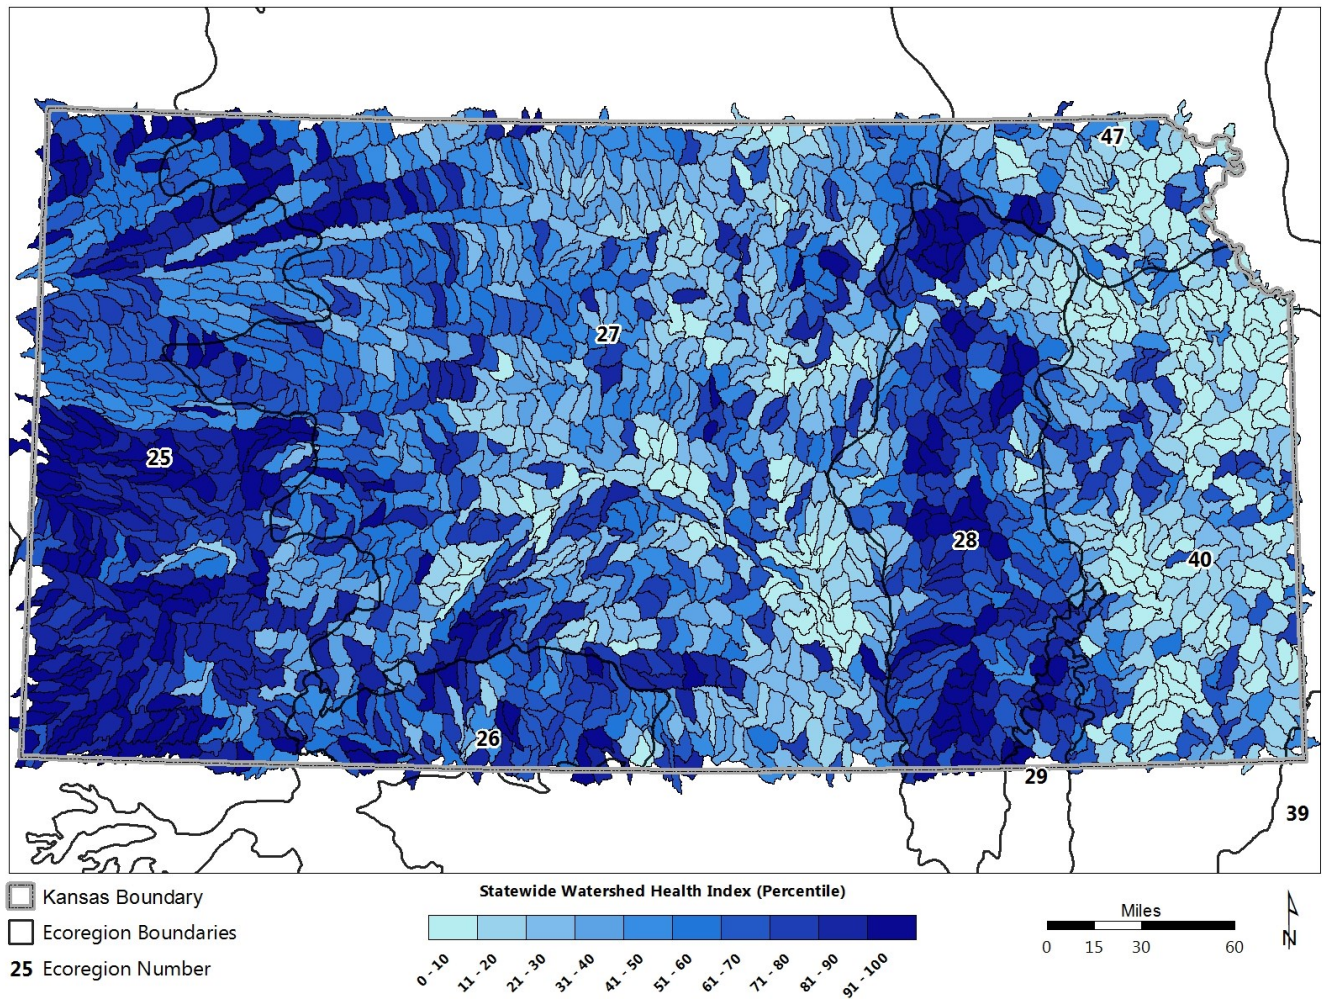 47
27
25
28
40
26
29
39
Kansas Boundary
Ecoregion Boundaries
25 Ecoregion Number
Statewide Watershed Health Index (Percentile)
0 - 10
11 - 20
21 - 30
31 - 40
41 - 50
51 - 60
61 - 70
71 - 80
81 - 90
91 - 100
Miles
0 15 30 60
N